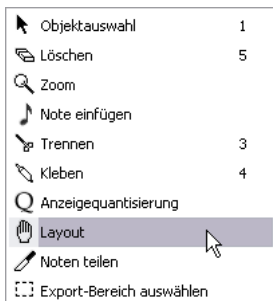 Objektauswahl 1
Löschen 5
Zoom
Note einfügen
Trennen 3
Kleben 4
Anzeigequantisierung
Layout
Noten teilen
Export-Bereich auswählen